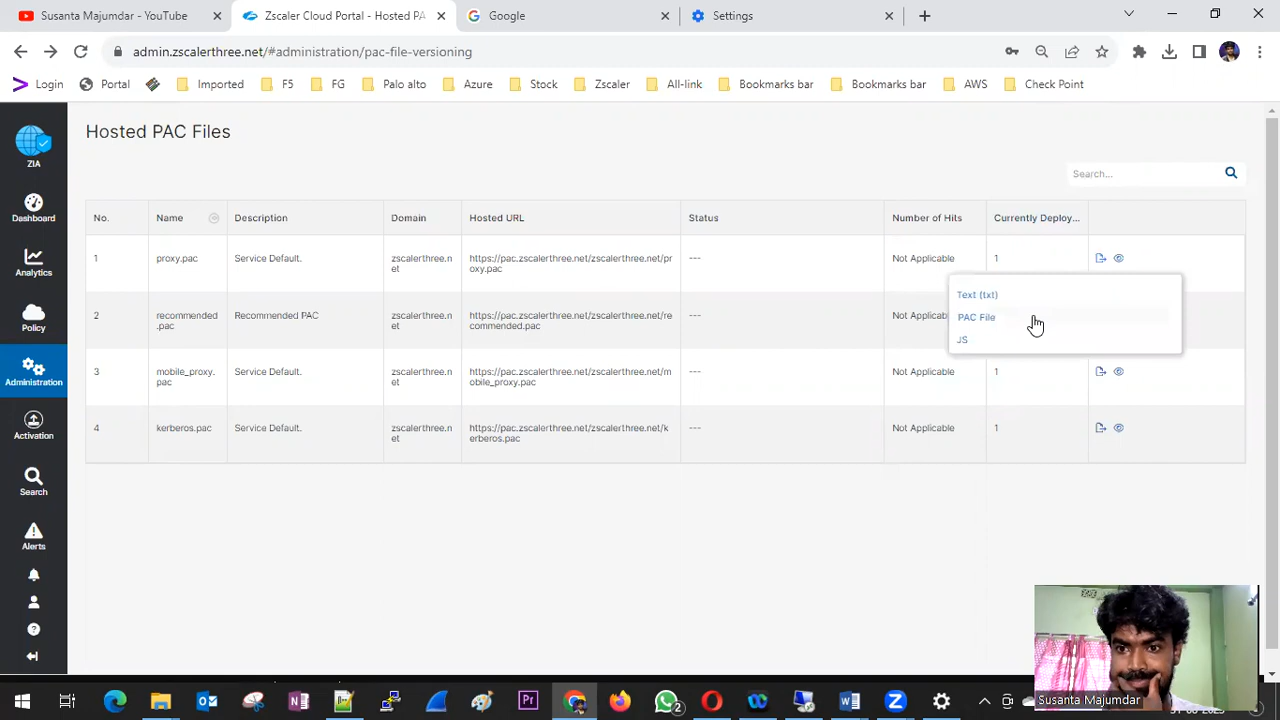 Susanta Majumdar - YouTube
Zscaler Cloud Portal - Hosted PA
Google
Settings
admin.zscalerthree.net/#administration/pac-file-versioning
Login
Portal
Imported
F5
FG
Palo alto
Azure
Stock
Zscaler
All-link
Bookmarks bar
Bookmarks bar
AWS
Check Point
ZIA
Dashboard
Analytics
Policy
Administration
Activation
Search
Alerts
Hosted PAC Files
Search...
No. Name Description Domain Hosted URL Status Number of Hits Currently Deploy...
1 proxy.pac Service Default. zscalerthree.n https://pac.zscalerthree.net/zscalerthree.net/pr --- Not Applicable 1
et oxy.pac
Text (txt)
PAC File
JS
2 recommended Recommended PAC zscalerthree.n https://pac.zscalerthree.net/zscalerthree.net/re --- Not Applicab
.pac et commended.pac
3 mobile_proxy. Service Default. zscalerthree.n https://pac.zscalerthree.net/zscalerthree.net/m --- Not Applicable 1
pac et obile_proxy.pac
4 kerberos.pac Service Default. zscalerthree.n https://pac.zscalerthree.net/zscalerthree.net/k --- Not Applicable 1
et erberos.pac
Susanta Majumdar
Pr
2